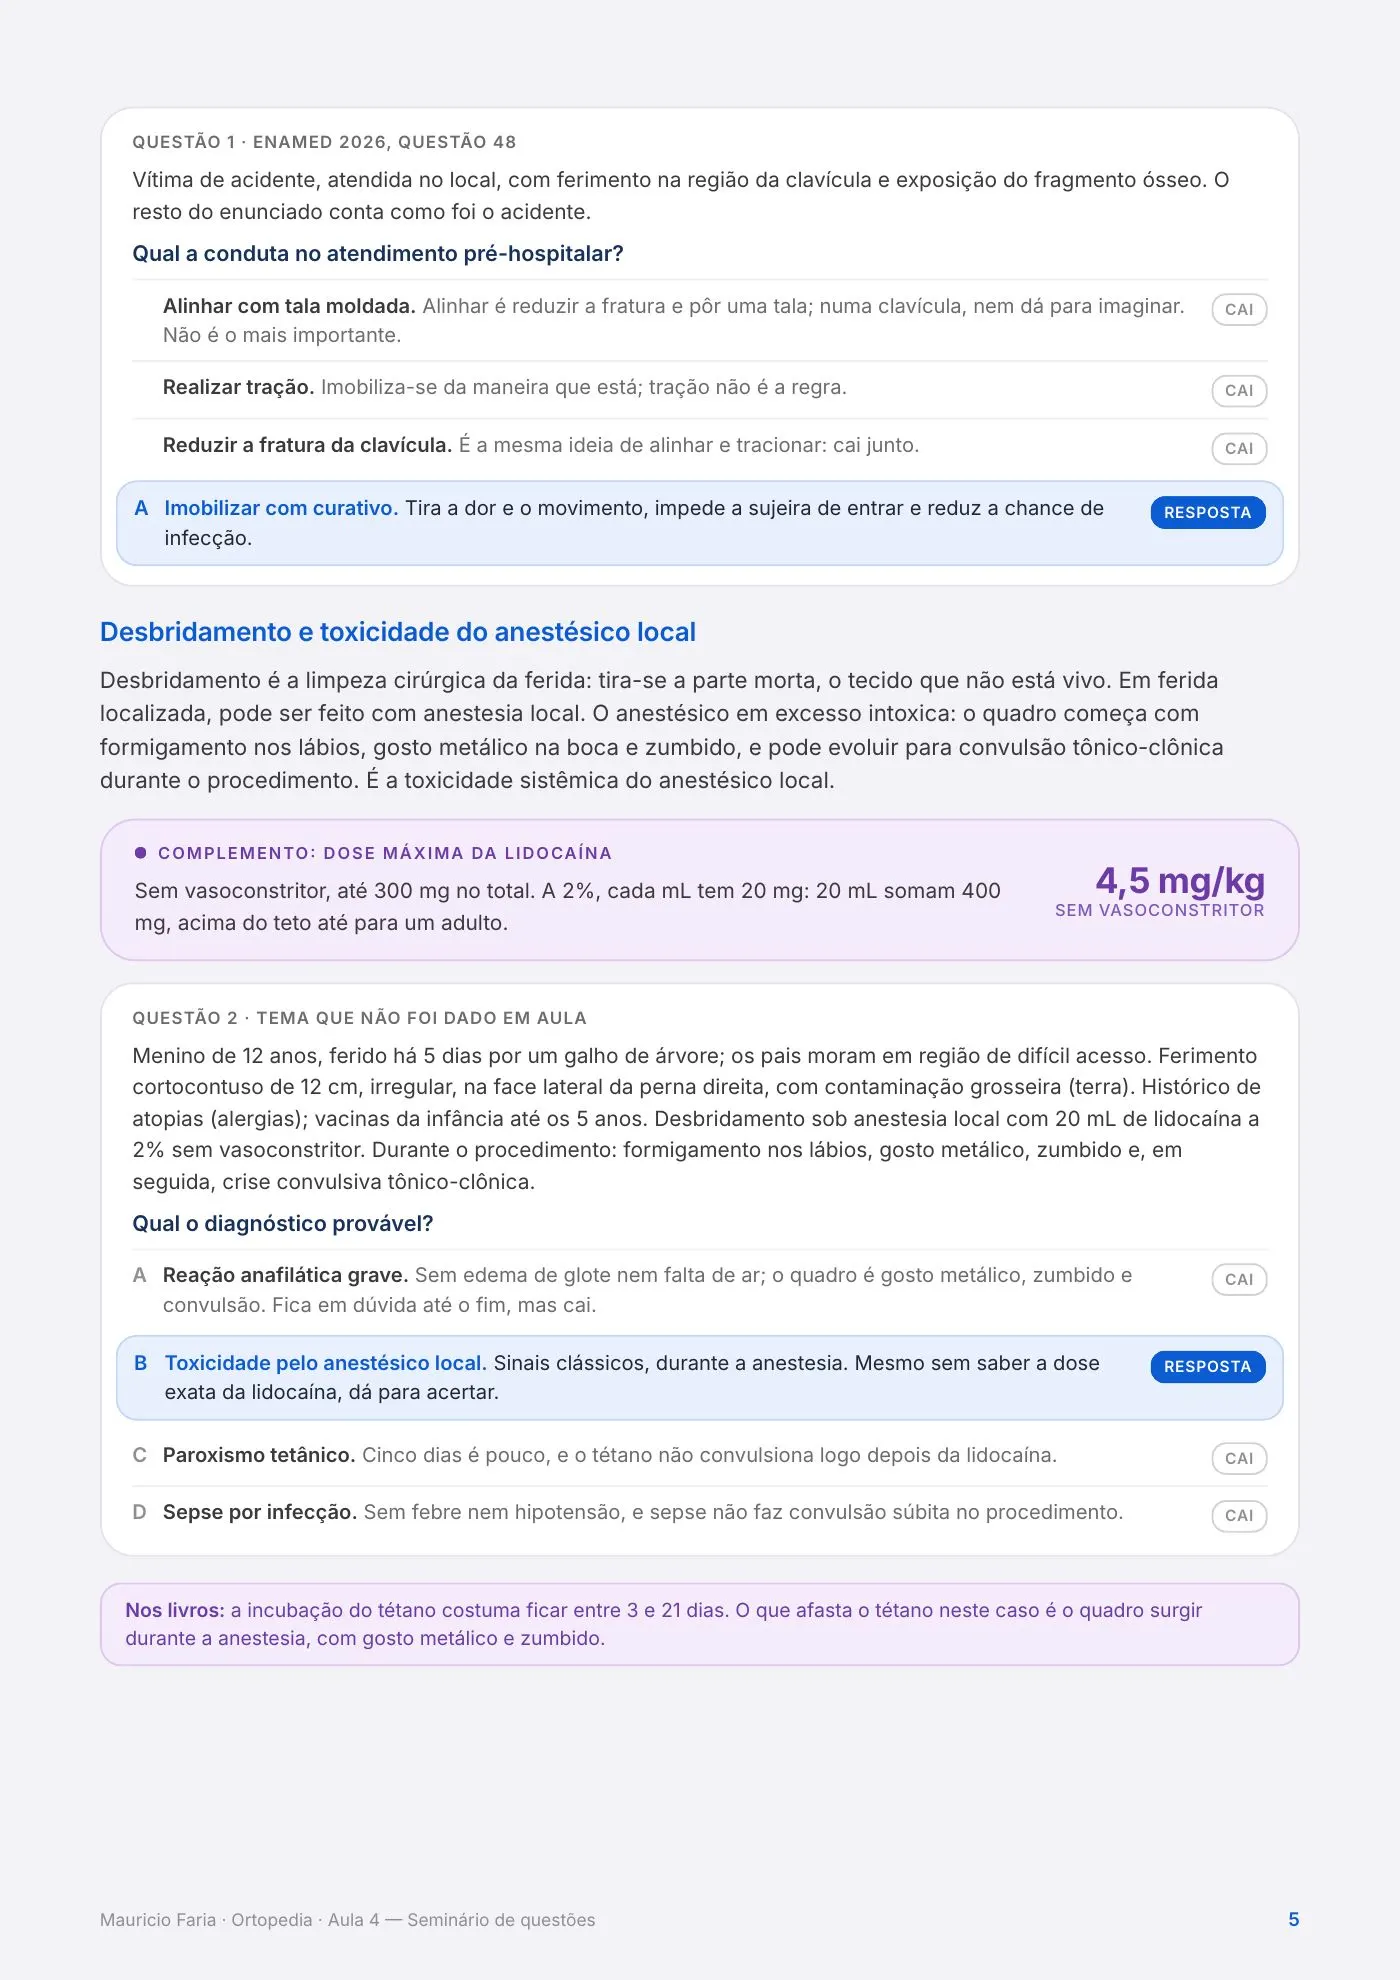 QUESTÃO 1 · ENAMED 2026, QUESTÃO 48
Vítima de acidente, atendida no local, com ferimento na região da clavícula e exposição do fragmento ósseo. O
resto do enunciado conta como foi o acidente.
Qual a conduta no atendimento pré-hospitalar?
Alinhar com tala moldada. Alinhar é reduzir a fratura e pôr uma tala; numa clavícula, nem dá para imaginar. CAI
Não é o mais importante.
Realizar tração. Imobiliza-se da maneira que está; tração não é a regra. CAI
Reduzir a fratura da clavícula. É a mesma ideia de alinhar e tracionar: cai junto. CAI
A Imobilizar com curativo. Tira a dor e o movimento, impede a sujeira de entrar e reduz a chance de RESPOSTA
infecção.
Desbridamento e toxicidade do anestésico local
Desbridamento é a limpeza cirúrgica da ferida: tira-se a parte morta, o tecido que não está vivo. Em ferida
localizada, pode ser feito com anestesia local. O anestésico em excesso intoxica: o quadro começa com
formigamento nos lábios, gosto metálico na boca e zumbido, e pode evoluir para convulsão tônico-clônica
durante o procedimento. É a toxicidade sistêmica do anestésico local.
COMPLEMENTO: DOSE MÁXIMA DA LIDOCAÍNA
Sem vasoconstritor, até 300 mg no total. A 2%, cada mL tem 20 mg: 20 mL somam 400
mg, acima do teto até para um adulto.
4,5 mg/kg
SEM VASOCONSTRITOR
QUESTÃO 2 · TEMA QUE NÃO FOI DADO EM AULA
Menino de 12 anos, ferido há 5 dias por um galho de árvore; os pais moram em região de difícil acesso. Ferimento
cortocontuso de 12 cm, irregular, na face lateral da perna direita, com contaminação grosseira (terra). Histórico de
atopias (alergias); vacinas da infância até os 5 anos. Desbridamento sob anestesia local com 20 mL de lidocaína a
2% sem vasoconstritor. Durante o procedimento: formigamento nos lábios, gosto metálico, zumbido e, em
seguida, crise convulsiva tônico-clônica.
Qual o diagnóstico provável?
A Reação anafilática grave. Sem edema de glote nem falta de ar; o quadro é gosto metálico, zumbido e CAI
convulsão. Fica em dúvida até o fim, mas cai.
B Toxicidade pelo anestésico local. Sinais clássicos, durante a anestesia. Mesmo sem saber a dose RESPOSTA
exata da lidocaína, dá para acertar.
C Paroxismo tetânico. Cinco dias é pouco, e o tétano não convulsiona logo depois da lidocaína. CAI
D Sepse por infecção. Sem febre nem hipotensão, e sepse não faz convulsão súbita no procedimento. CAI
Nos livros: a incubação do tétano costuma ficar entre 3 e 21 dias. O que afasta o tétano neste caso é o quadro surgir
durante a anestesia, com gosto metálico e zumbido.
Mauricio Faria · Ortopedia · Aula 4 — Seminário de questões 5